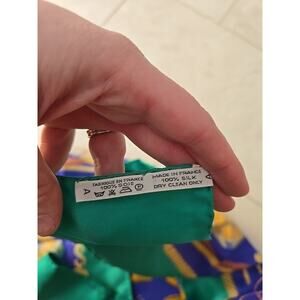 FABRIQUE EN FRANCE
100% SOIE
A
MADE IN FRANCE
100% SILK
DRY CLEAN ONLY